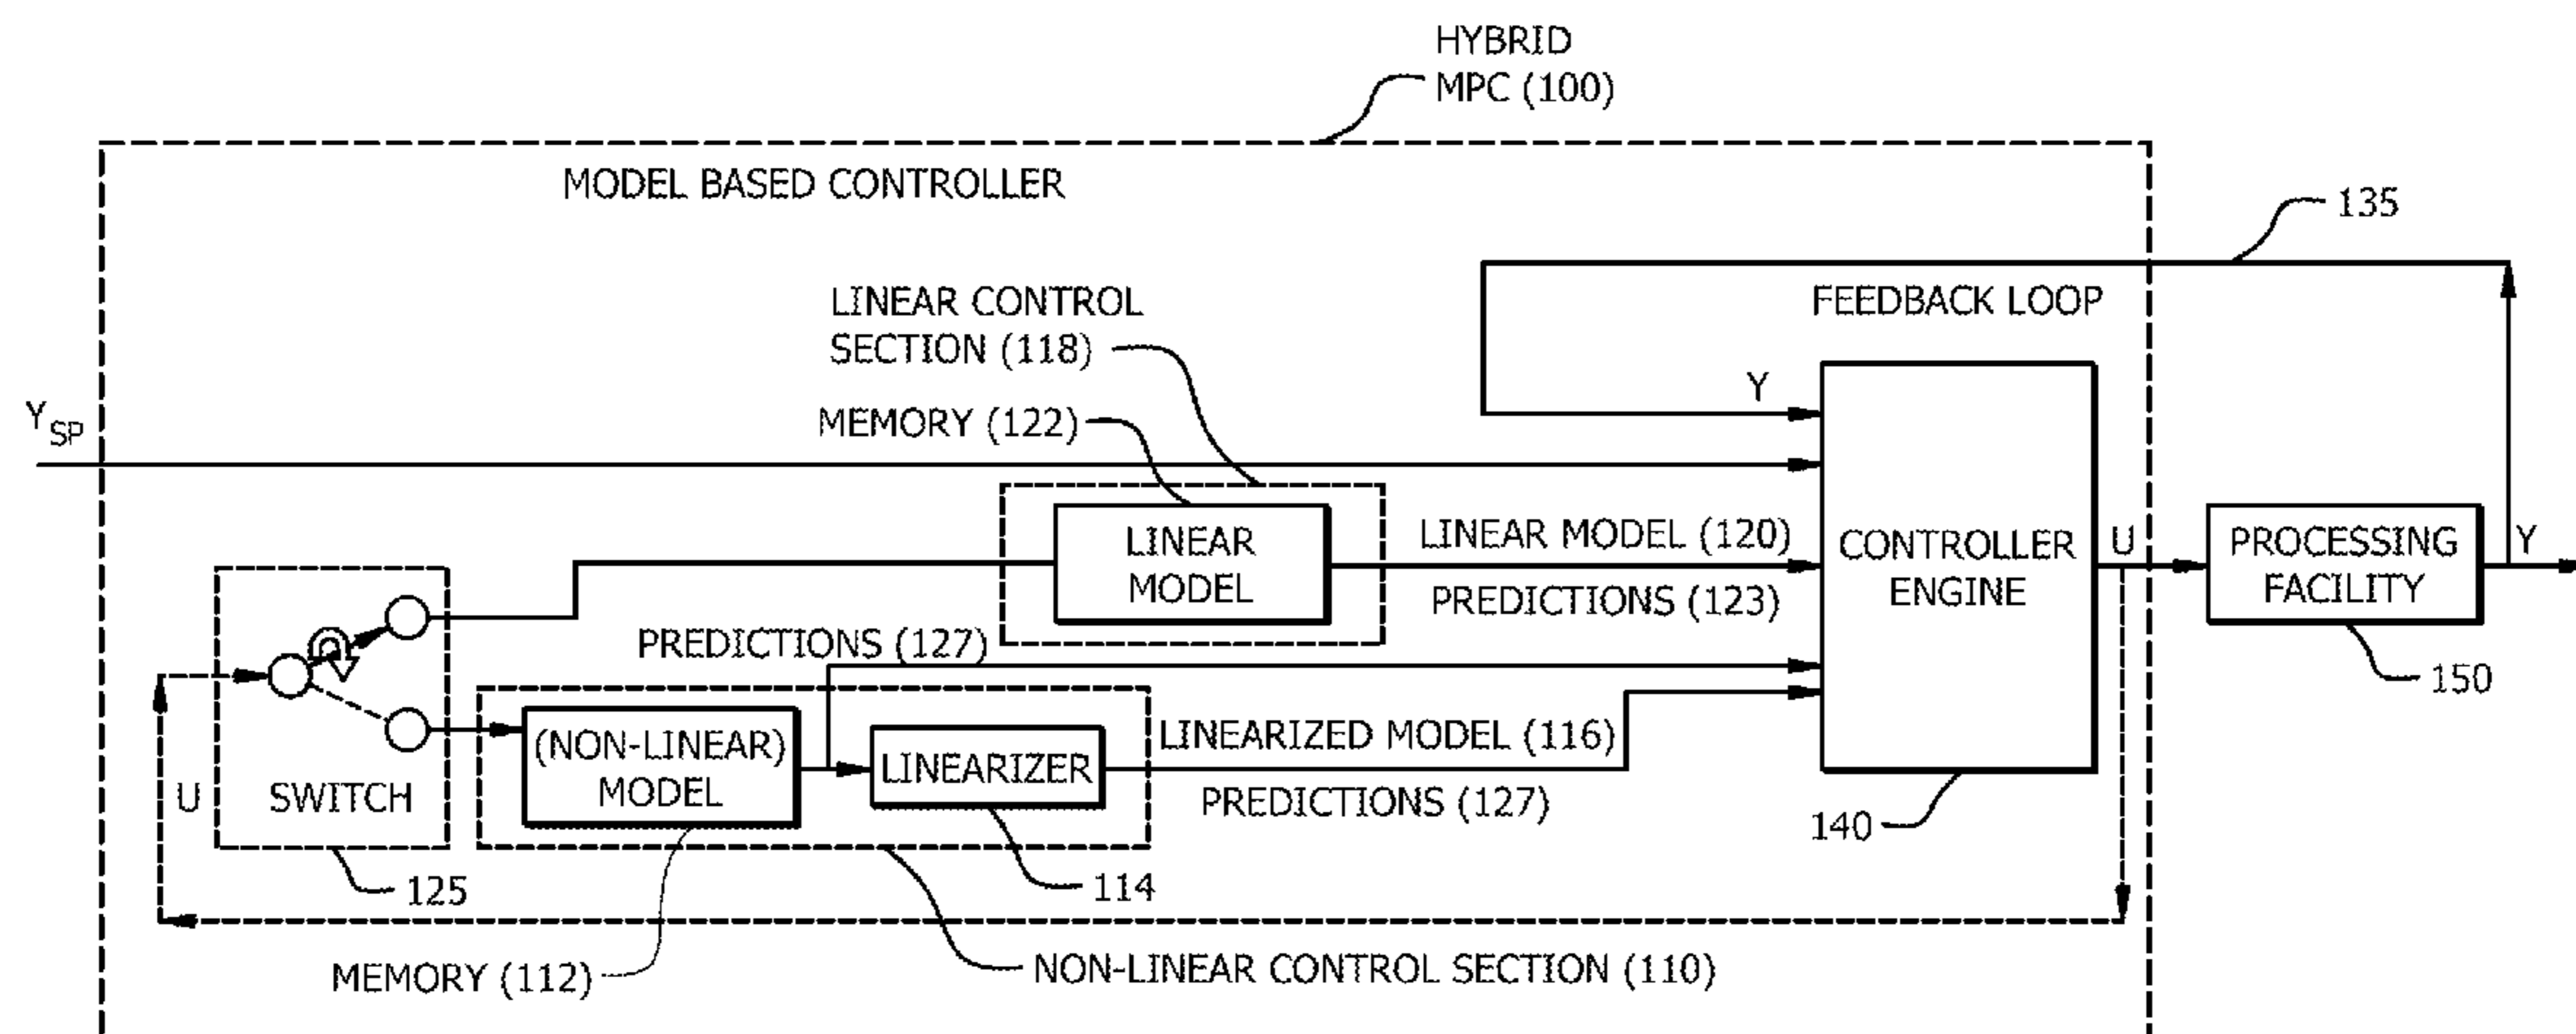 HYBRID
MPC (100)
MODEL BASED CONTROLLER
135
LINEAR CONTROL
SECTION (118)
FEEDBACK LOOP
Y
YSP
MEMORY (122)
LINEAR
MODEL
LINEAR MODEL (120)
PREDICTIONS (123)
CONTROLLER
ENGINE
U
PROCESSING
FACILITY
Y
PREDICTIONS (127)
150
(NON-LINEAR)
MODEL
LINEARIZER
LINEARIZED MODEL (116)
PREDICTIONS (127)
U
SWITCH
140
125
114
MEMORY (112)
NON-LINEAR CONTROL SECTION (110)